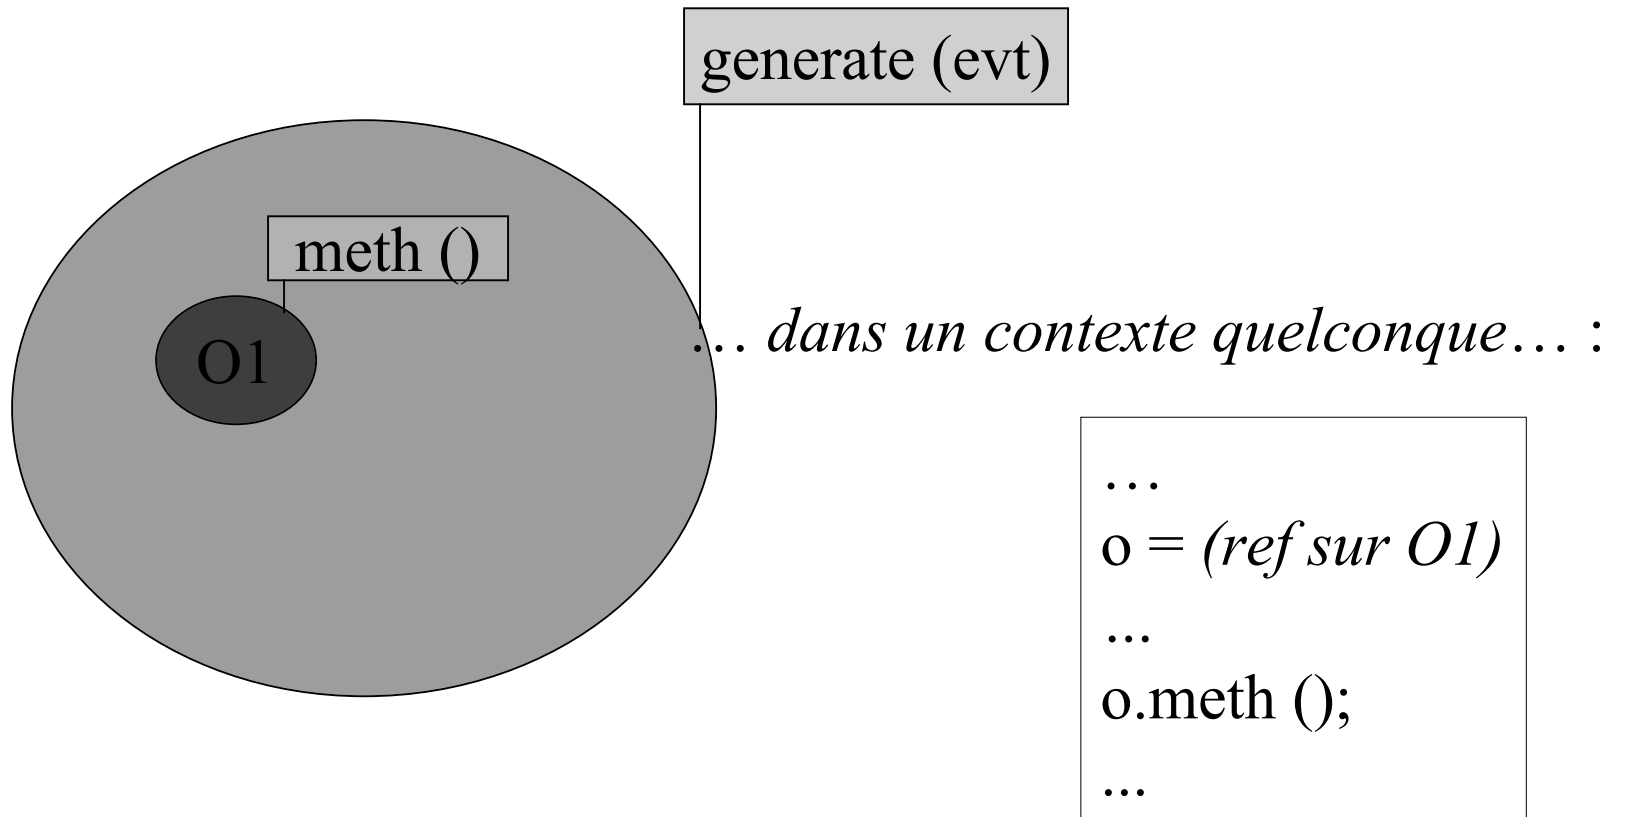 generate (evt)
meth ()
O1
… dans un contexte quelconque… :
…
o = (ref sur O1)
...
o.meth ();
...